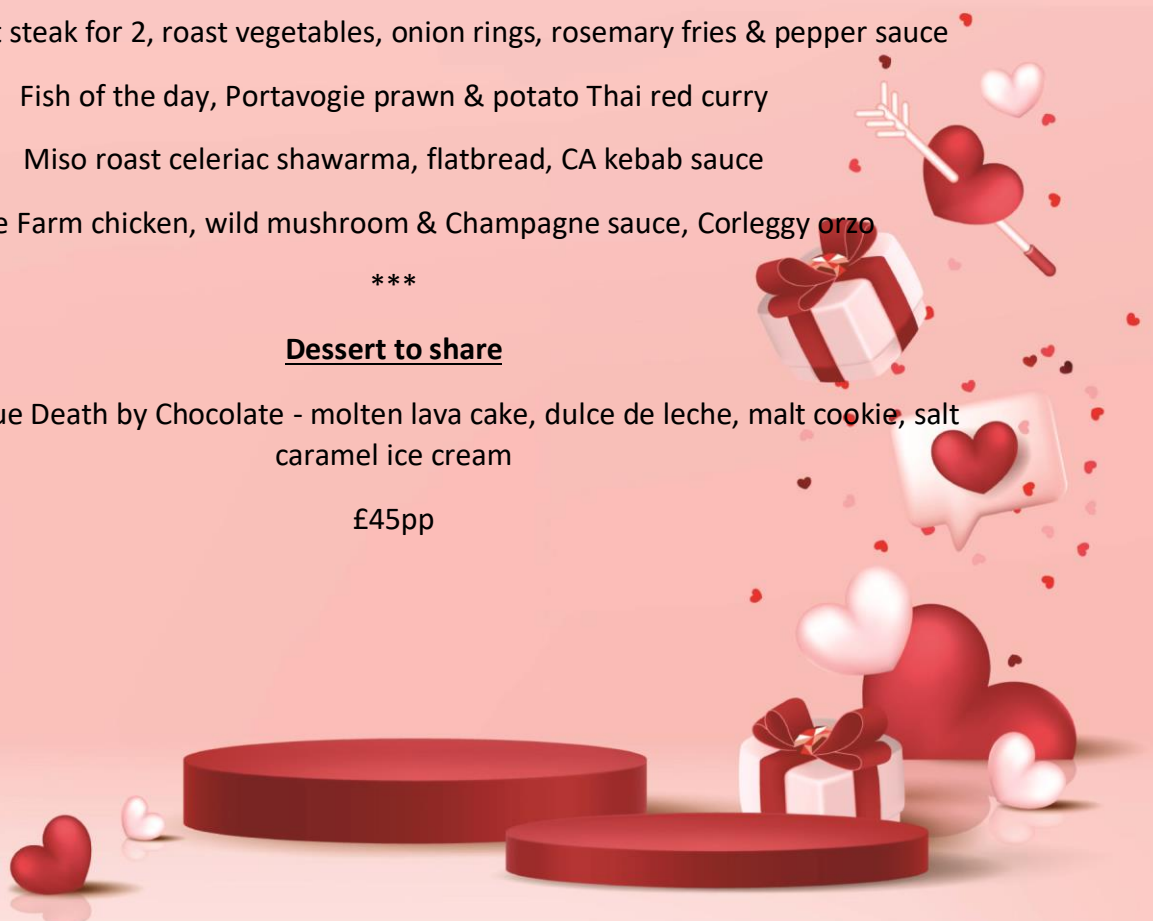 steak for 2, roast vegetables, onion rings, rosemary fries & pepper sauce
Fish of the day, Portavogie prawn & potato Thai red curry
Miso roast celeriac shawarma, flatbread, CA kebab sauce
Farm chicken, wild mushroom & Champagne sauce, Corleggy orzo
***
Dessert to share
Death by Chocolate - molten lava cake, dulce de leche, malt cookie, salt
caramel ice cream
£45pp